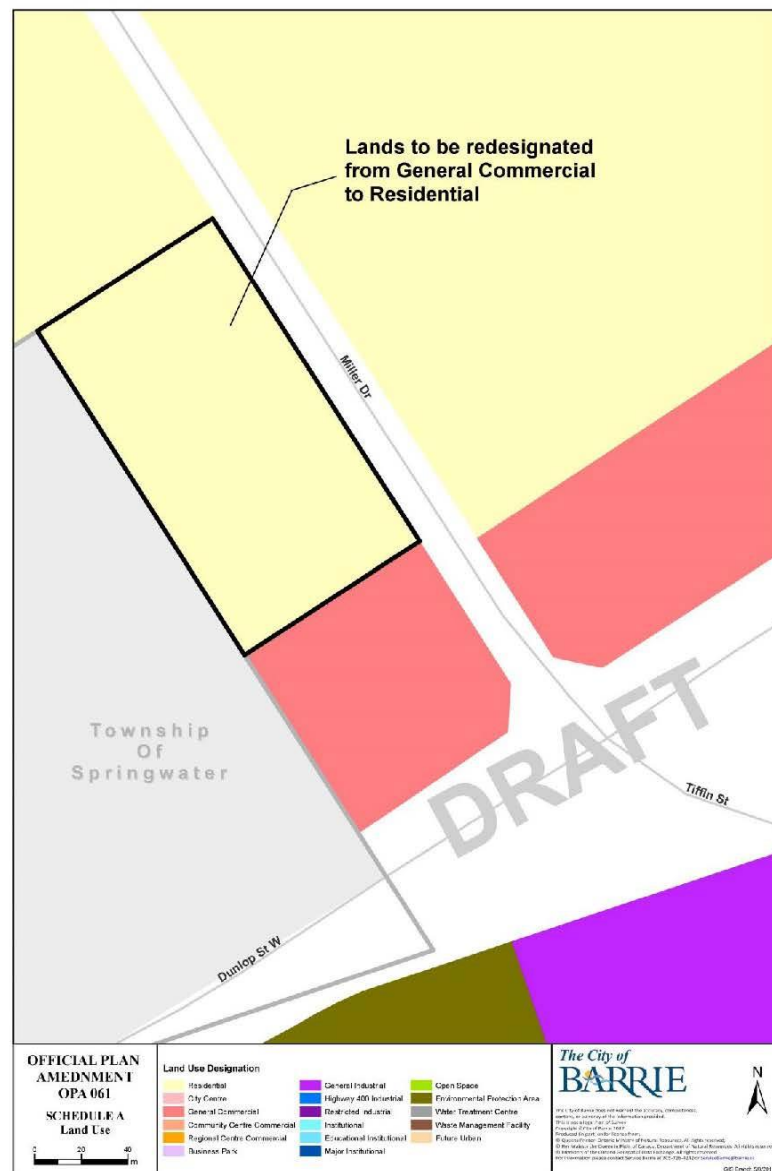 Lands to be redesignated
from General Commercial
to Residential
Miller Dr
Township
Of
Springwater
DRAFT
Tiffin St
Dunlop St W
OFFICIAL PLAN
AMEDNMENT
OPA 061
SCHEDULE A
Land Use
0 20 40
m
Land Use Designation
Residential
City Centre
General Commercial
Community Centre Commercial
Regional Centre Commercial
Business Park
General Industrial
Highway 400 Industrial
Restricted Industrial
Institutional
Educational Institutional
Major Institutional
Open Space
Environmental Protection Area
Water Treatment Centre
Waste Management Facility
Future Urban
The City of
BARRIE
N